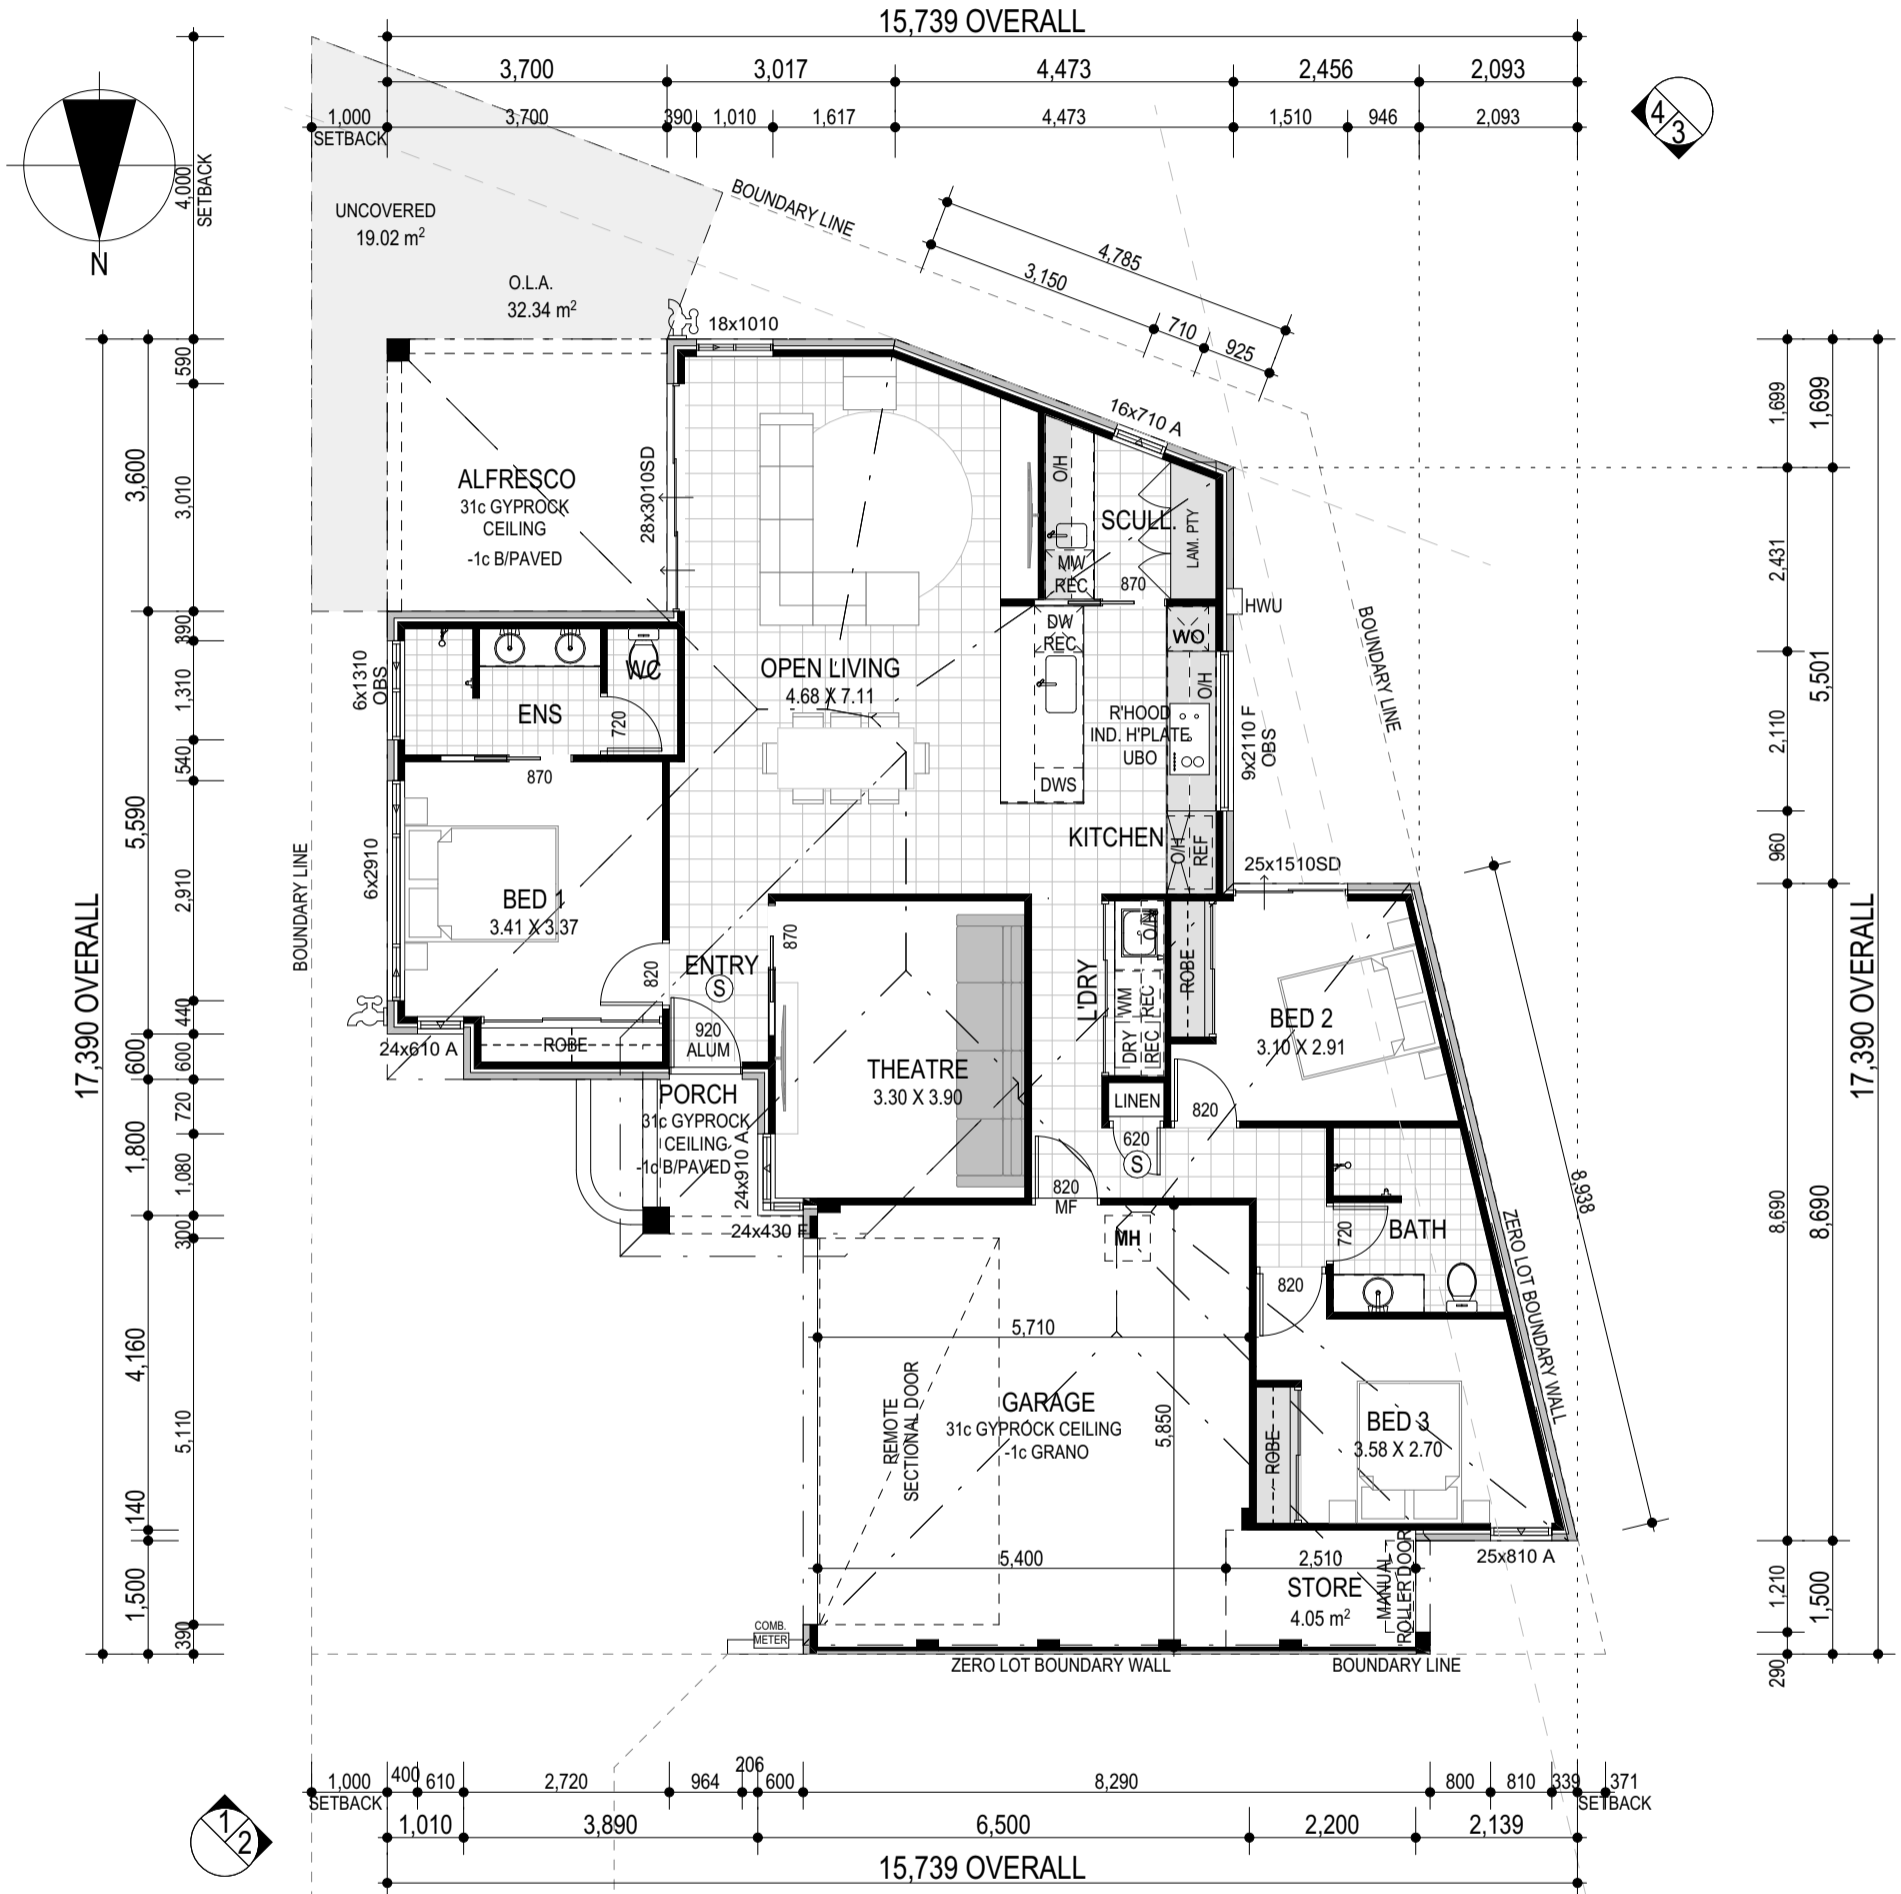 15,739 OVERALL
3,700
3,017
4,473
2,456
2,093
1,000
SETBACK
3,700
390
1,010
1,617
4,473
1,510
946
2,093
4
3
N
4,000
SETBACK
UNCOVERED
19.02 m²
O.L.A.
32.34 m²
BOUNDARY LINE
4,785
3,150
710
925
18x1010
16x710 A
17,390 OVERALL
3,600
5,590
600
1,800
4,160
140
1,500
590
3,010
390
1,310
540
2,910
440
600
720
1,080
300
5,110
390
ALFRESCO
31c GYPROCK
CEILING
-1c B/PAVED
28x3010SD
O/H
SCULL.
LAM. PTY
MW
REC
870
HWU
DW
REC
WO
O/H
6x1310
OBS
WC
ENS
720
870
OPEN LIVING
4.68 X 7.11
R'HOOD
IND. H'PLATE
UBO
9x2110 F
OBS
DWS
KITCHEN
O/H
REF
25x1510SD
BOUNDARY LINE
BOUNDARY LINE
6x2910
BED 1
3.41 X 3.37
820
ENTRY
S
870
920
ALUM
24x610 A
ROBE
THEATRE
3.30 X 3.90
L'DRY
O/H
WM
REC
DRY
REC
ROBE
BED 2
3.10 X 2.91
LINEN
820
620
S
820
MF
PORCH
31c GYPROCK
CEILING
-1c B/PAVED
24x910 A
24x430 F
MH
BATH
720
820
8,938
ZERO LOT BOUNDARY WALL
5,710
REMOTE
SECTIONAL DOOR
GARAGE
31c GYPROCK CEILING
-1c GRANO
5,850
ROBE
BED 3
3.58 X 2.70
5,400
2,510
STORE
4.05 m²
MANUAL
ROLLER DOOR
25x810 A
COMB.
METER
ZERO LOT BOUNDARY WALL
BOUNDARY LINE
1,699
2,431
2,110
960
8,690
1,210
290
1,699
5,501
8,690
1,500
17,390 OVERALL
1,000
SETBACK
400
610
2,720
964
206
600
8,290
800
810
339
371
SETBACK
1,010
3,890
6,500
2,200
2,139
1
2
15,739 OVERALL